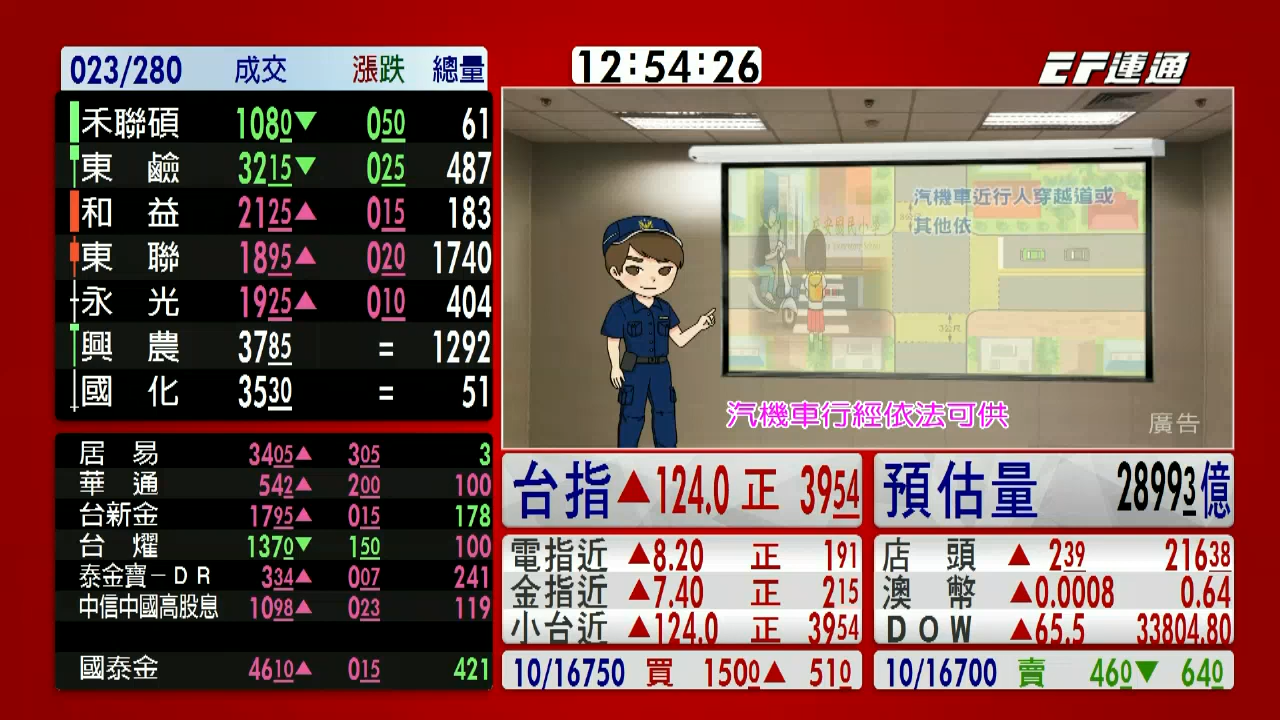 023/280 成交 漲跌 總量
禾聯碩 1080▼ 050 61
東鹼 3215▼ 025 487
和益 2125▲ 015 183
東聯 1895▲ 020 1740
永光 1925▲ 010 404
興農 3785 = 1292
國化 3530 = 51
居易 3405▲ 305 3
華通 542▲ 200 100
台新金 1795▲ 015 178
台燿 1370▼ 150 100
泰金寶-DR 334▲ 007 241
中信中國高股息 1098▲ 023 119
國泰金 4610▲ 015 421
12:54:26
EF運通
汽機車近行人穿越道或
其他依
汽機車行經依法可供
廣告
台指▲124.0 正 3954
預估量 28993億
電指近 ▲8.20 正 191
金指近 ▲7.40 正 215
小台近 ▲124.0 正 3954
店頭 ▲239 21638
澳幣 ▲0.0008 0.64
DOW ▲65.5 33804.80
10/16750 買 1500▲ 510
10/16700 賣 460▼ 640